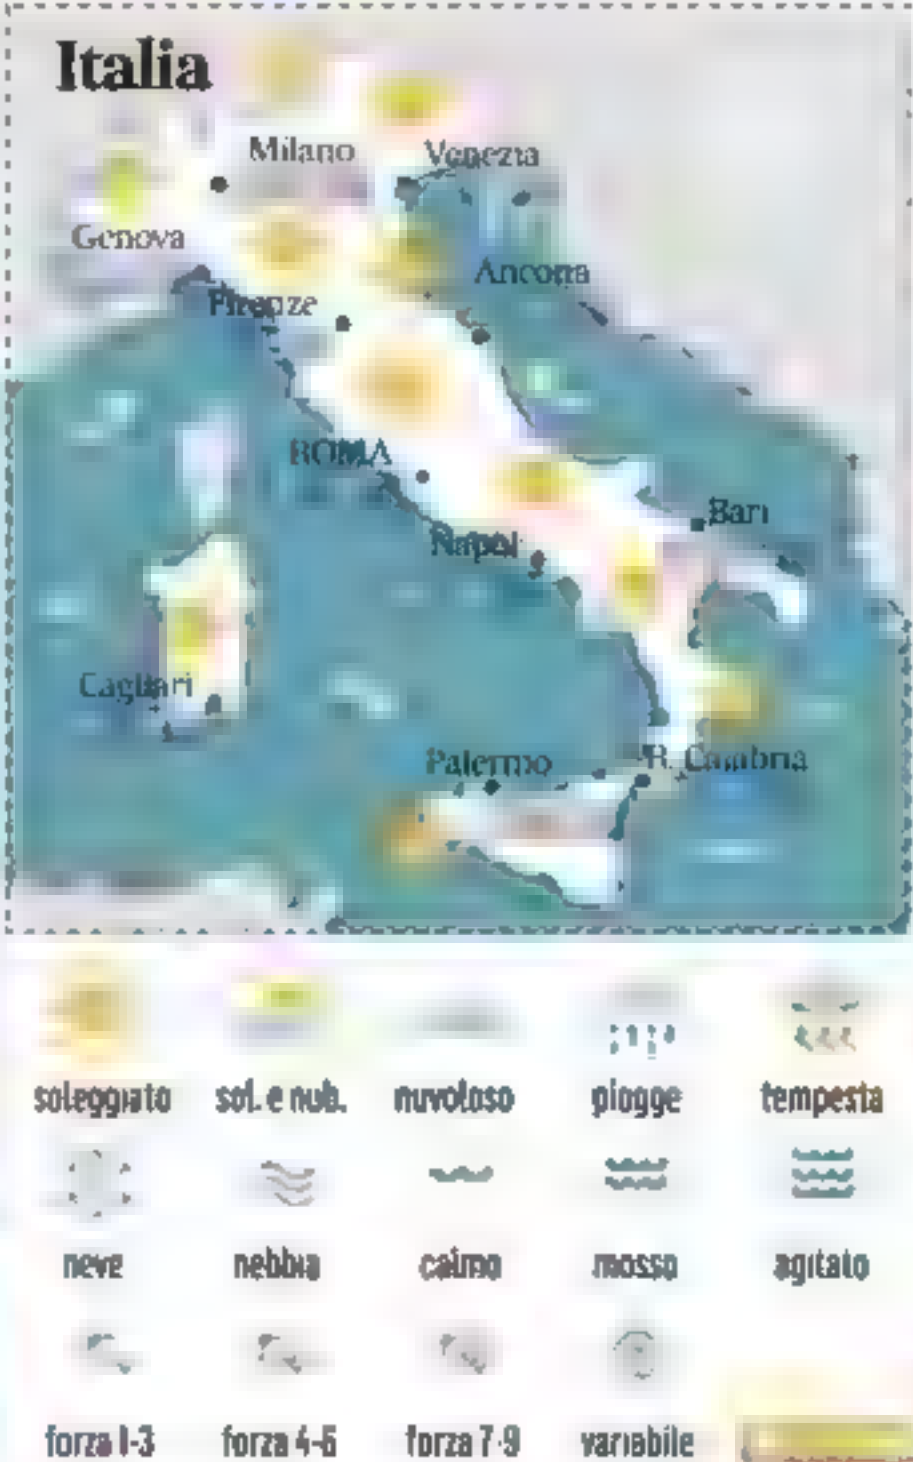 Italia
Milano
Venezia
Genova
Ancona
Firenze
ROMA
Bari
Napoli
Cagliari
Palermo
R. Calabria
soleggiato
sol. e nub.
nuvoloso
piogge
tempesta
neve
nebbia
calmo
mosso
agitato
forza 1-3
forza 4-6
forza 7-9
variabile